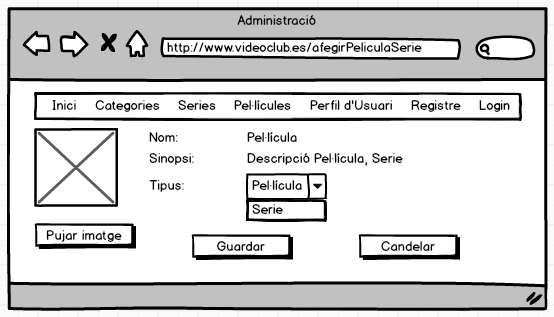 Administració
http://www.videoclub.es/afegirPeliculaSerie
Inici Categories Series Pel·lícules Perfil d'Usuari Registre Login
Nom: Pel·lícula
Sinopsi: Descripció Pel·lícula, Serie
Tipus: Pel·lícula
Serie
Pujar imatge
Guardar Candelar